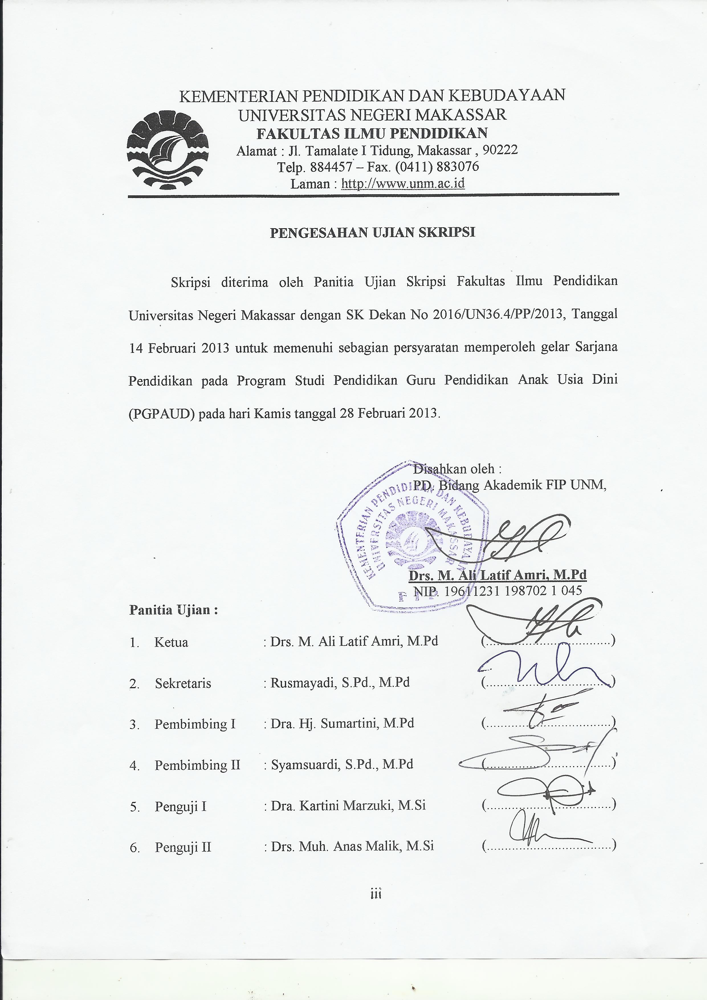 KEMENTERIAN PENDIDIKAN DAN KEBUDAYAAN
UNIVERSITAS NEGERI MAKASSAR
FAKULTAS ILMU PENDIDIKAN
Alamat : Jl. Tamalate I Tidung, Makassar , 90222
Telp. 884457 – Fax. (0411) 883076
Laman : http://www.unm.ac.id
PENGESAHAN UJIAN SKRIPSI
Skripsi diterima oleh Panitia Ujian Skripsi Fakultas Ilmu Pendidikan
Universitas Negeri Makassar dengan SK Dekan No 2016/UN36.4/PP/2013, Tanggal
14 Februari 2013 untuk memenuhi sebagian persyaratan memperoleh gelar Sarjana
Pendidikan pada Program Studi Pendidikan Guru Pendidikan Anak Usia Dini
(PGPAUD) pada hari Kamis tanggal 28 Februari 2013.
Disahkan oleh :
PD. Bidang Akademik FIP UNM,
KEMENTERIAN PENDIDIKAN DAN KEBUDAYAAN
UNIVERSITAS NEGERI MAKASSAR
FIP
Drs. M. Ali Latif Amri, M.Pd
NIP. 19611231 198702 1 045
Panitia Ujian :
1. Ketua : Drs. M. Ali Latif Amri, M.Pd (...................................)
2. Sekretaris : Rusmayadi, S.Pd., M.Pd (...................................)
3. Pembimbing I : Dra. Hj. Sumartini, M.Pd (...................................)
4. Pembimbing II : Syamsuardi, S.Pd., M.Pd (...................................)
5. Penguji I : Dra. Kartini Marzuki, M.Si (...................................)
6. Penguji II : Drs. Muh. Anas Malik, M.Si (...................................)
iii